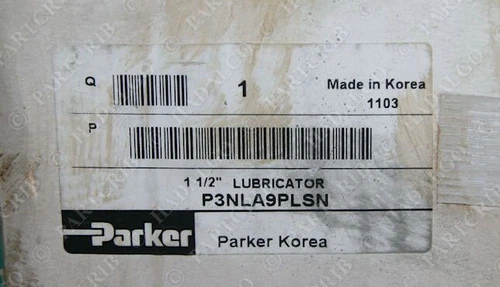 Q 1 Made in Korea
1103
P
1 1/2" LUBRICATOR
P3NLA9PLSN
Parker Parker Korea